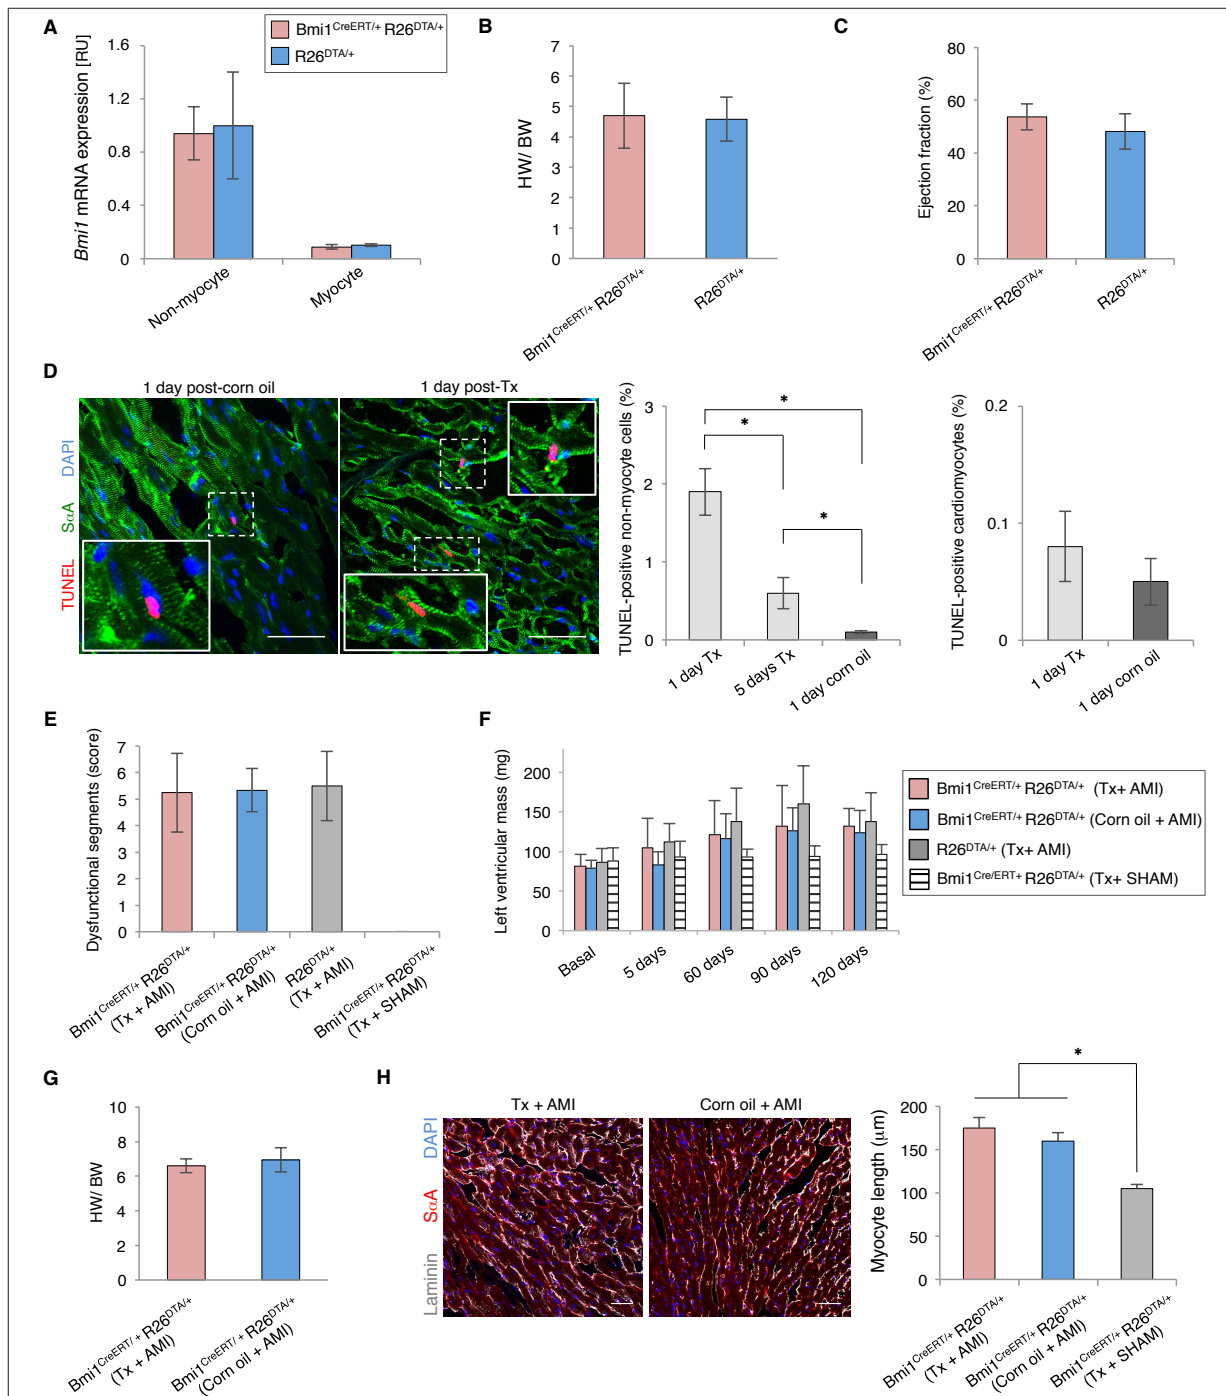 A
Bmi1 mRNA expression [RU]
1.6
1.2
0.8
0.4
0
Non-myocyte
Myocyte
Bmi1CreERT/+ R26DTA/+
R26DTA/+
B
HW/ BW
7
6
5
4
3
2
1
0
Bmi1CreERT/+ R26DTA/+
R26DTA/+
C
Ejection fraction (%)
80
60
40
20
0
Bmi1CreERT/+ R26DTA/+
R26DTA/+
D
1 day post-corn oil
1 day post-Tx
TUNEL SαA DAPI
TUNEL-positive non-myocyte cells (%)
3
2
1
0
*
*
*
1 day Tx
5 days Tx
1 day corn oil
TUNEL-positive cardiomyocytes (%)
0.2
0.1
0
1 day Tx
1 day corn oil
E
Dysfunctional segments (score)
7
6
5
4
3
2
1
0
Bmi1CreERT/+ R26DTA/+
(Tx + AMI)
Bmi1CreERT/+ R26DTA/+
(Corn oil + AMI)
R26DTA/+
(Tx + AMI)
Bmi1CreERT/+ R26DTA/+
(Tx + SHAM)
F
Left ventricular mass (mg)
200
150
100
50
0
Basal
5 days
60 days
90 days
120 days
Bmi1CreERT/+ R26DTA/+ (Tx+ AMI)
Bmi1CreERT/+ R26DTA/+ (Corn oil + AMI)
R26DTA/+ (Tx+ AMI)
Bmi1Cre/ERT+ R26DTA/+ (Tx+ SHAM)
G
HW/ BW
10
8
6
4
2
0
Bmi1CreERT/+ R26DTA/+
(Tx + AMI)
Bmi1CreERT/+ R26DTA/+
(Corn oil + AMI)
H
Tx + AMI
Corn oil + AMI
Laminin SαA DAPI
Myocyte length (μm)
200
150
100
50
0
*
Bmi1CreERT/+ R26DTA/+
(Tx + AMI)
Bmi1CreERT/+ R26DTA/+
(Corn oil + AMI)
Bmi1CreERT/+ R26DTA/+
(Tx + SHAM)